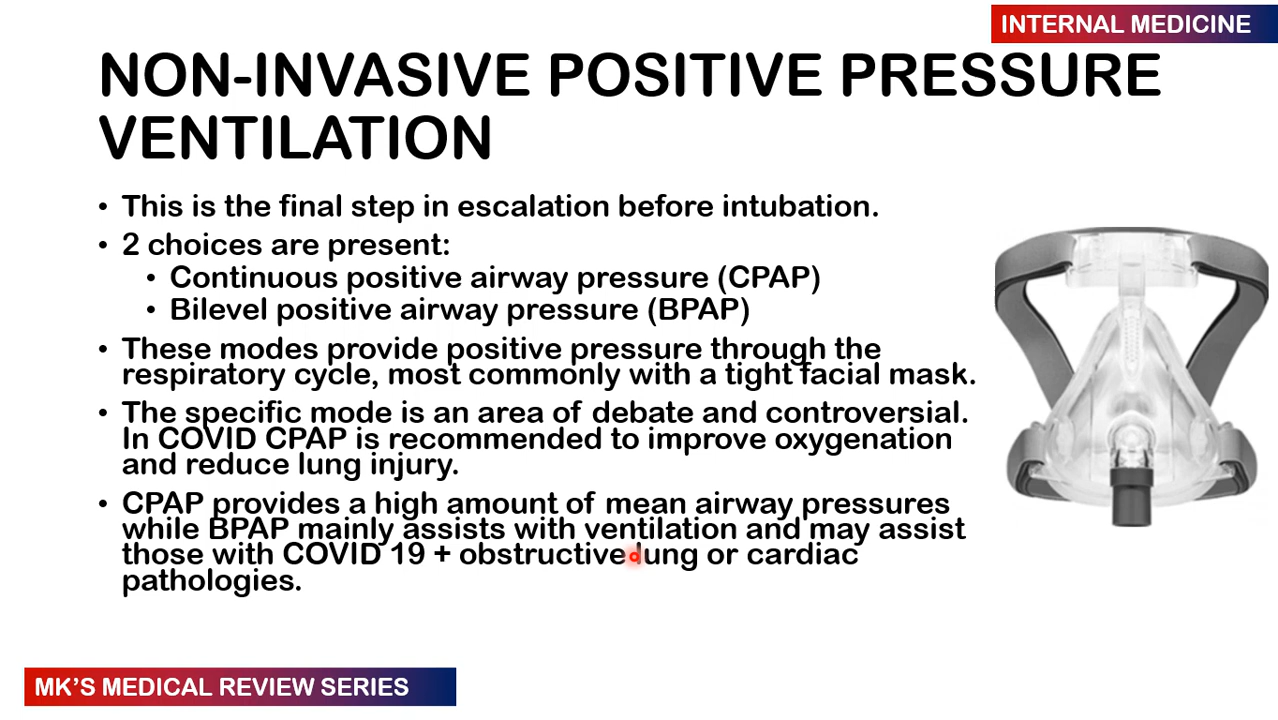 INTERNAL MEDICINE
NON-INVASIVE POSITIVE PRESSURE
VENTILATION
• This is the final step in escalation before intubation.
• 2 choices are present:
• Continuous positive airway pressure (CPAP)
• Bilevel positive airway pressure (BPAP)
• These modes provide positive pressure through the
respiratory cycle, most commonly with a tight facial mask.
• The specific mode is an area of debate and controversial.
In COVID CPAP is recommended to improve oxygenation
and reduce lung injury.
• CPAP provides a high amount of mean airway pressures
while BPAP mainly assists with ventilation and may assist
those with COVID 19 + obstructive lung or cardiac
pathologies.
MK'S MEDICAL REVIEW SERIES